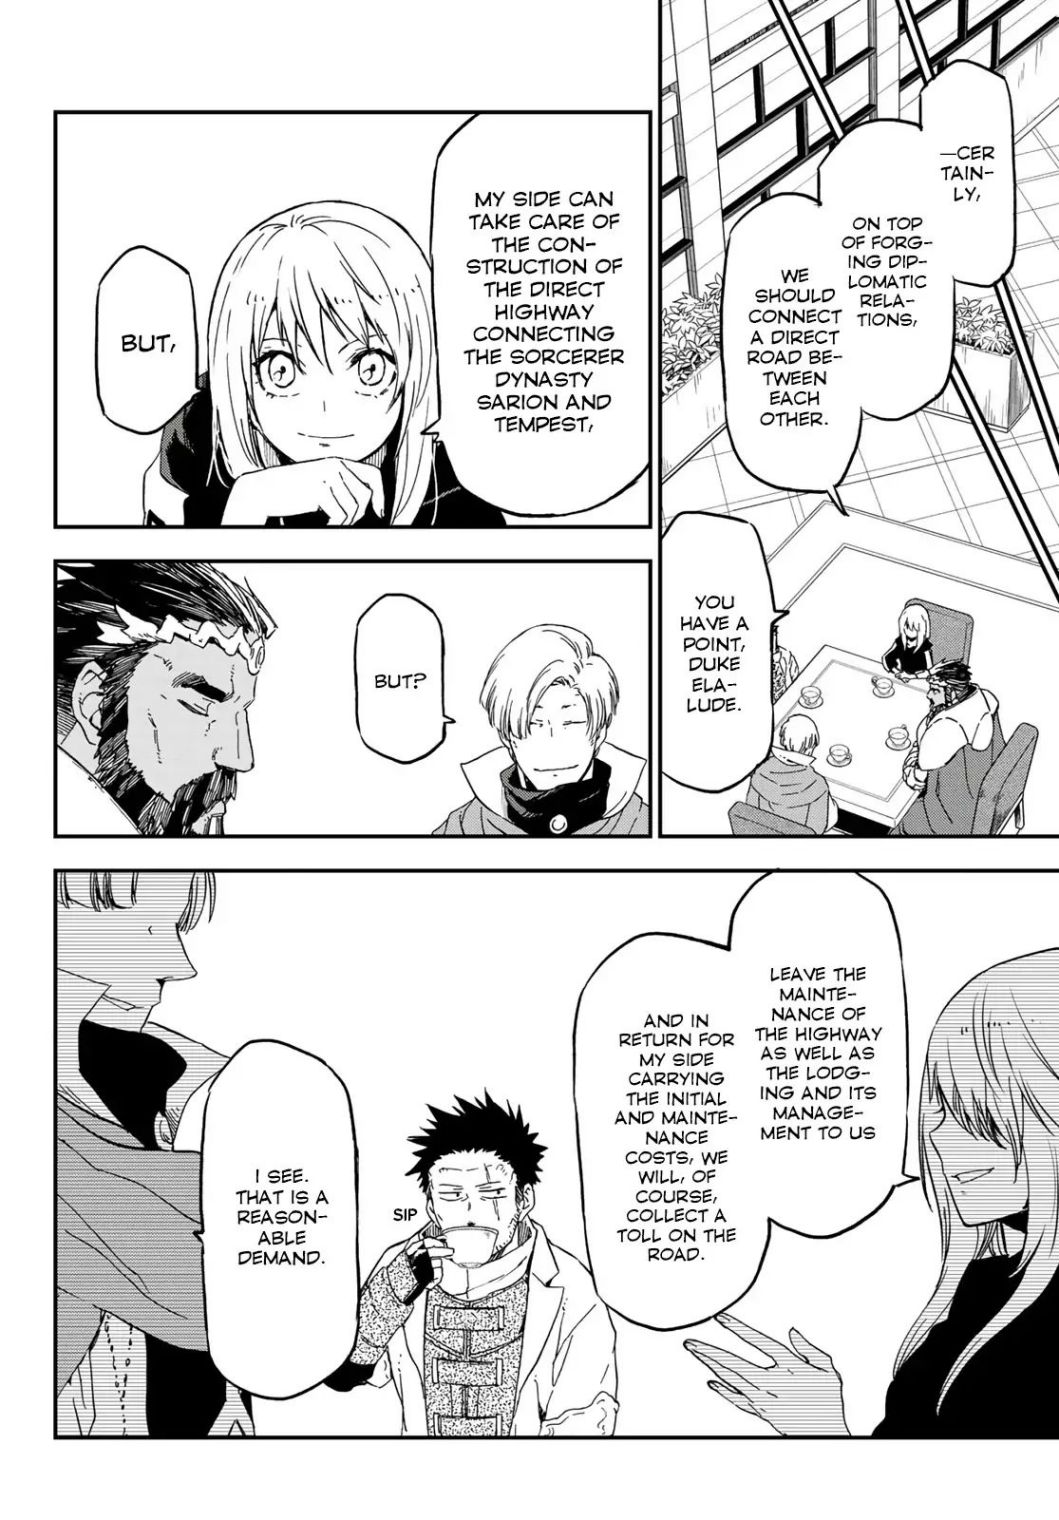 —CER
TAIN-
LY,
ON TOP
OF FORG-
ING DIP-
LOMATIC
RELA-
TIONS,
WE
SHOULD
CONNECT
A DIRECT
ROAD BE-
TWEEN
EACH
OTHER.
YOU
HAVE A
POINT,
DUKE
ELA-
LUDE.
MY SIDE CAN
TAKE CARE OF
THE CON-
STRUCTION OF
THE DIRECT
HIGHWAY
CONNECTING
THE SORCERER
DYNASTY
SARION AND
TEMPEST,
BUT,
BUT?
LEAVE THE
MAINTE-
NANCE OF
THE HIGHWAY
AS WELL AS
THE LODG-
ING AND ITS
MANAGE-
MENT TO US
AND IN
RETURN FOR
MY SIDE
CARRYING
THE INITIAL
AND MAINTE-
NANCE
COSTS, WE
WILL, OF
COURSE,
COLLECT A
TOLL ON THE
ROAD.
SIP
I SEE.
THAT IS A
REASON-
ABLE
DEMAND.